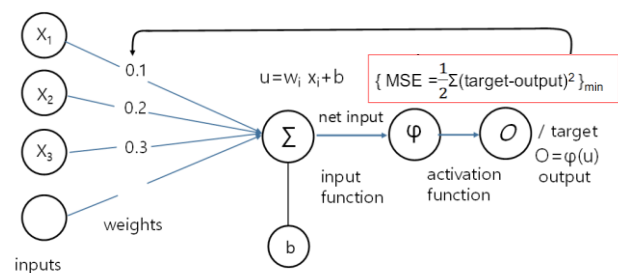 X1
0.1
u=wᵢ xᵢ+b
{ MSE =1/2Σ(target-output)² }min
X2
0.2
net input
X3
0.3
Σ
φ
O
/ target
O=φ(u)
output
input
function
activation
function
weights
b
inputs